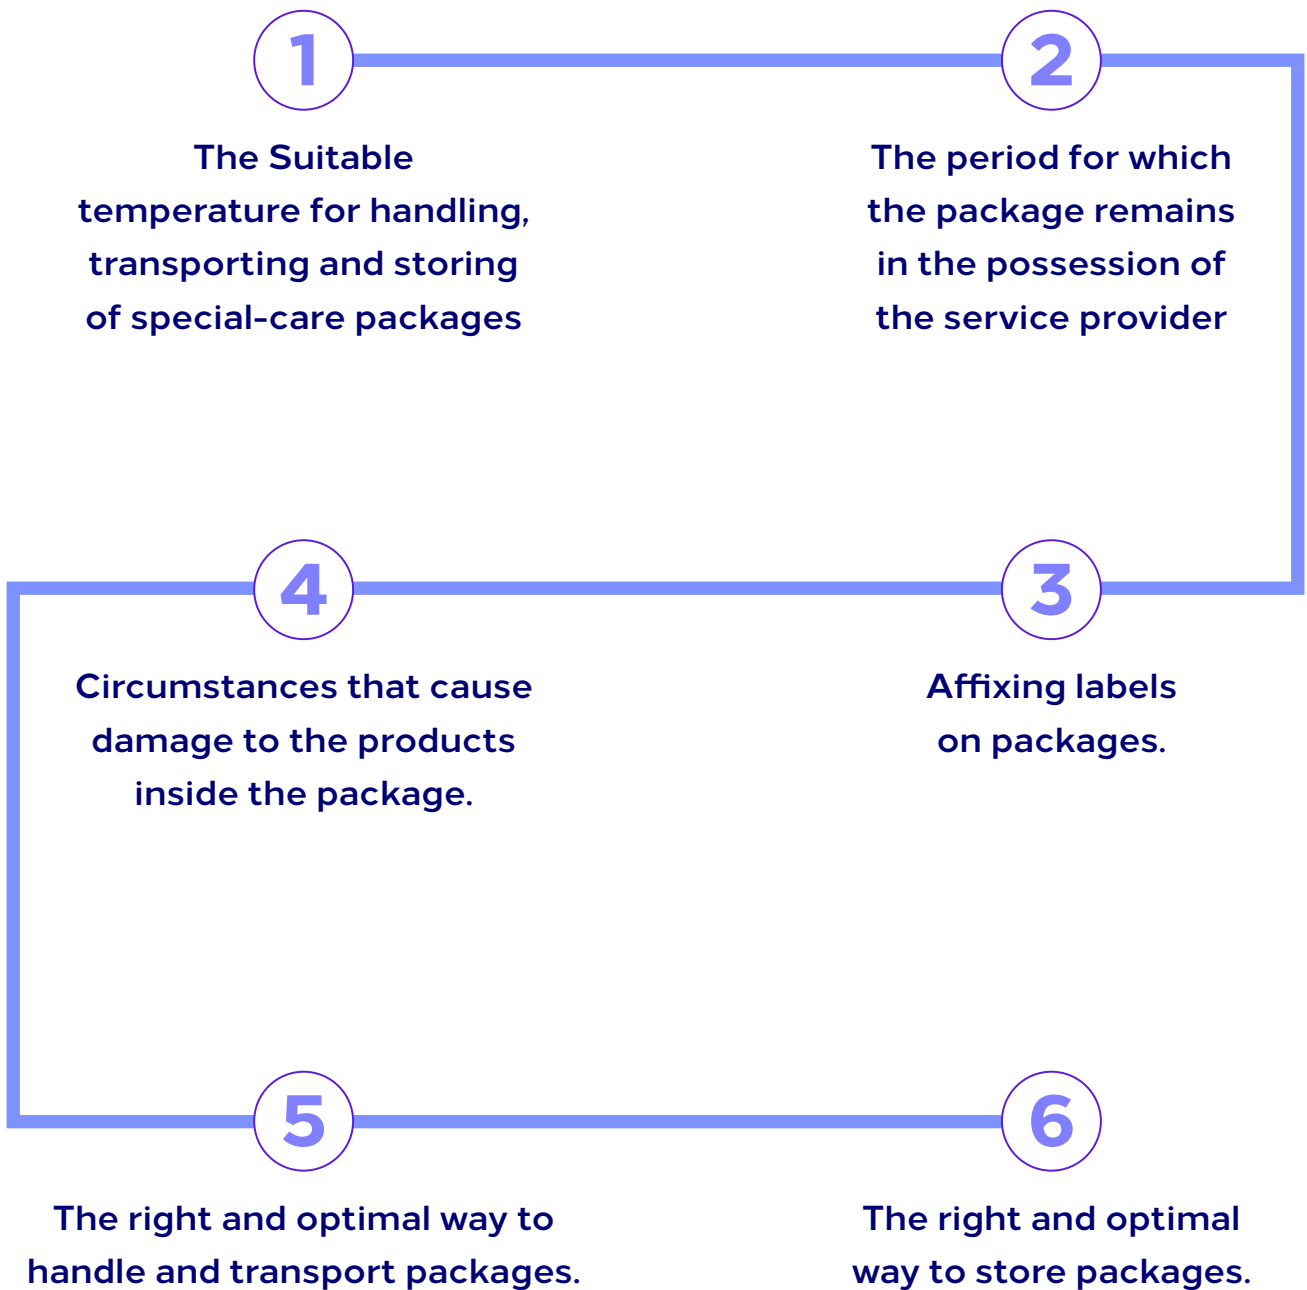 1
The Suitable
temperature for handling,
transporting and storing
of special-care packages
2
The period for which
the package remains
in the possession of
the service provider
3
Affixing labels
on packages.
4
Circumstances that cause
damage to the products
inside the package.
5
The right and optimal way to
handle and transport packages.
6
The right and optimal
way to store packages.